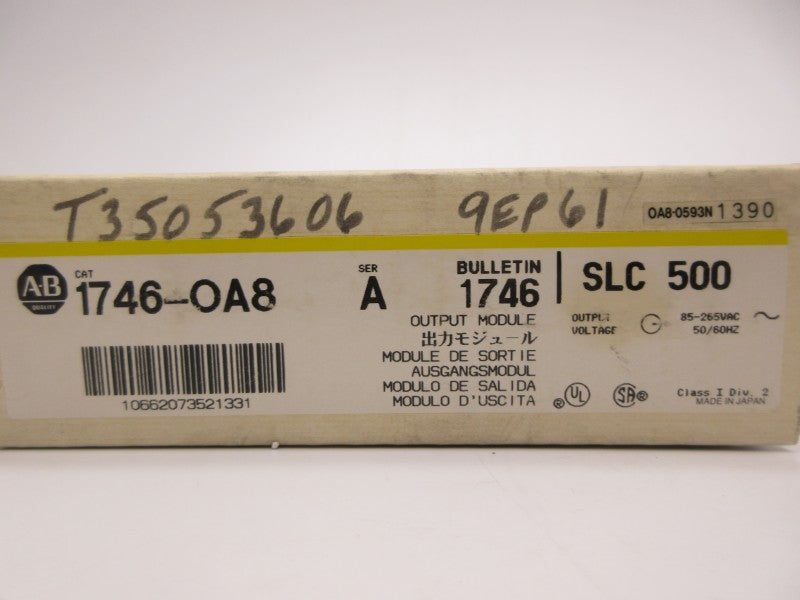 T35053606 9EP61 OA8-0593N 1390
A-B QUALITY
CAT
1746-OA8
SER
A
BULLETIN
1746
SLC 500
OUTPUT MODULE
出力モジュール
MODULE DE SORTIE
AUSGANGSMODUL
MODULO DE SALIDA
MODULO D'USCITA
OUTPUT
VOLTAGE
85-265VAC
50/60HZ
10662073521331
® UL
SA ®
Class I Div. 2
MADE IN JAPAN